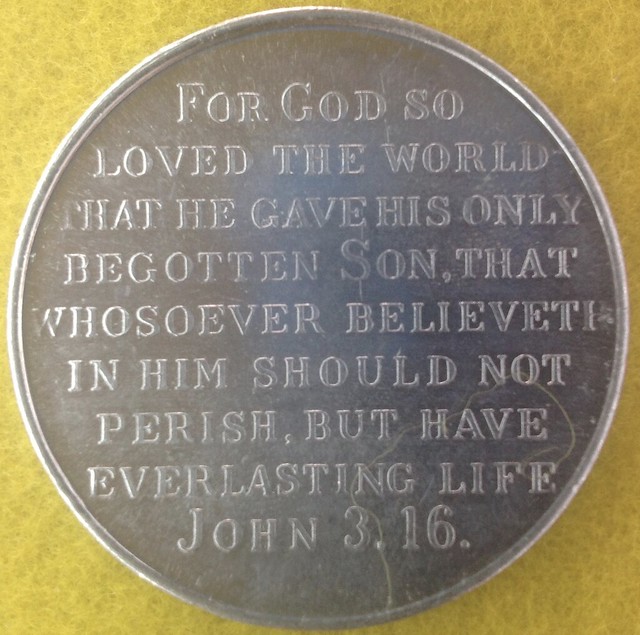 FOR GOD SO
LOVED THE WORLD
THAT HE GAVE HIS ONLY
BEGOTTEN SON, THAT
WHOSOEVER BELIEVETH
IN HIM SHOULD NOT
PERISH, BUT HAVE
EVERLASTING LIFE
JOHN 3. 16.